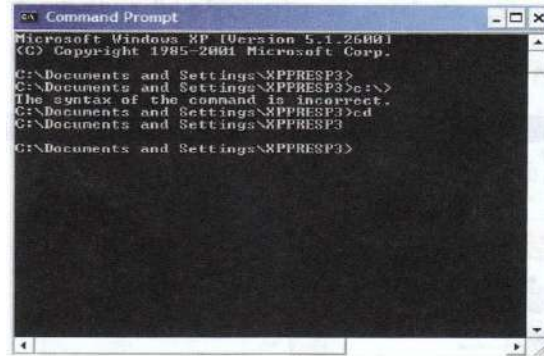 Command Prompt
Microsoft Windows XP [Version 5.1.2600]
(C) Copyright 1985-2001 Microsoft Corp.
C:\Documents and Settings\XPPRESP3>
C:\Documents and Settings\XPPRESP3>c:\>
The syntax of the command is incorrect.
C:\Documents and Settings\XPPRESP3>cd
C:\Documents and Settings\XPPRESP3
C:\Documents and Settings\XPPRESP3>